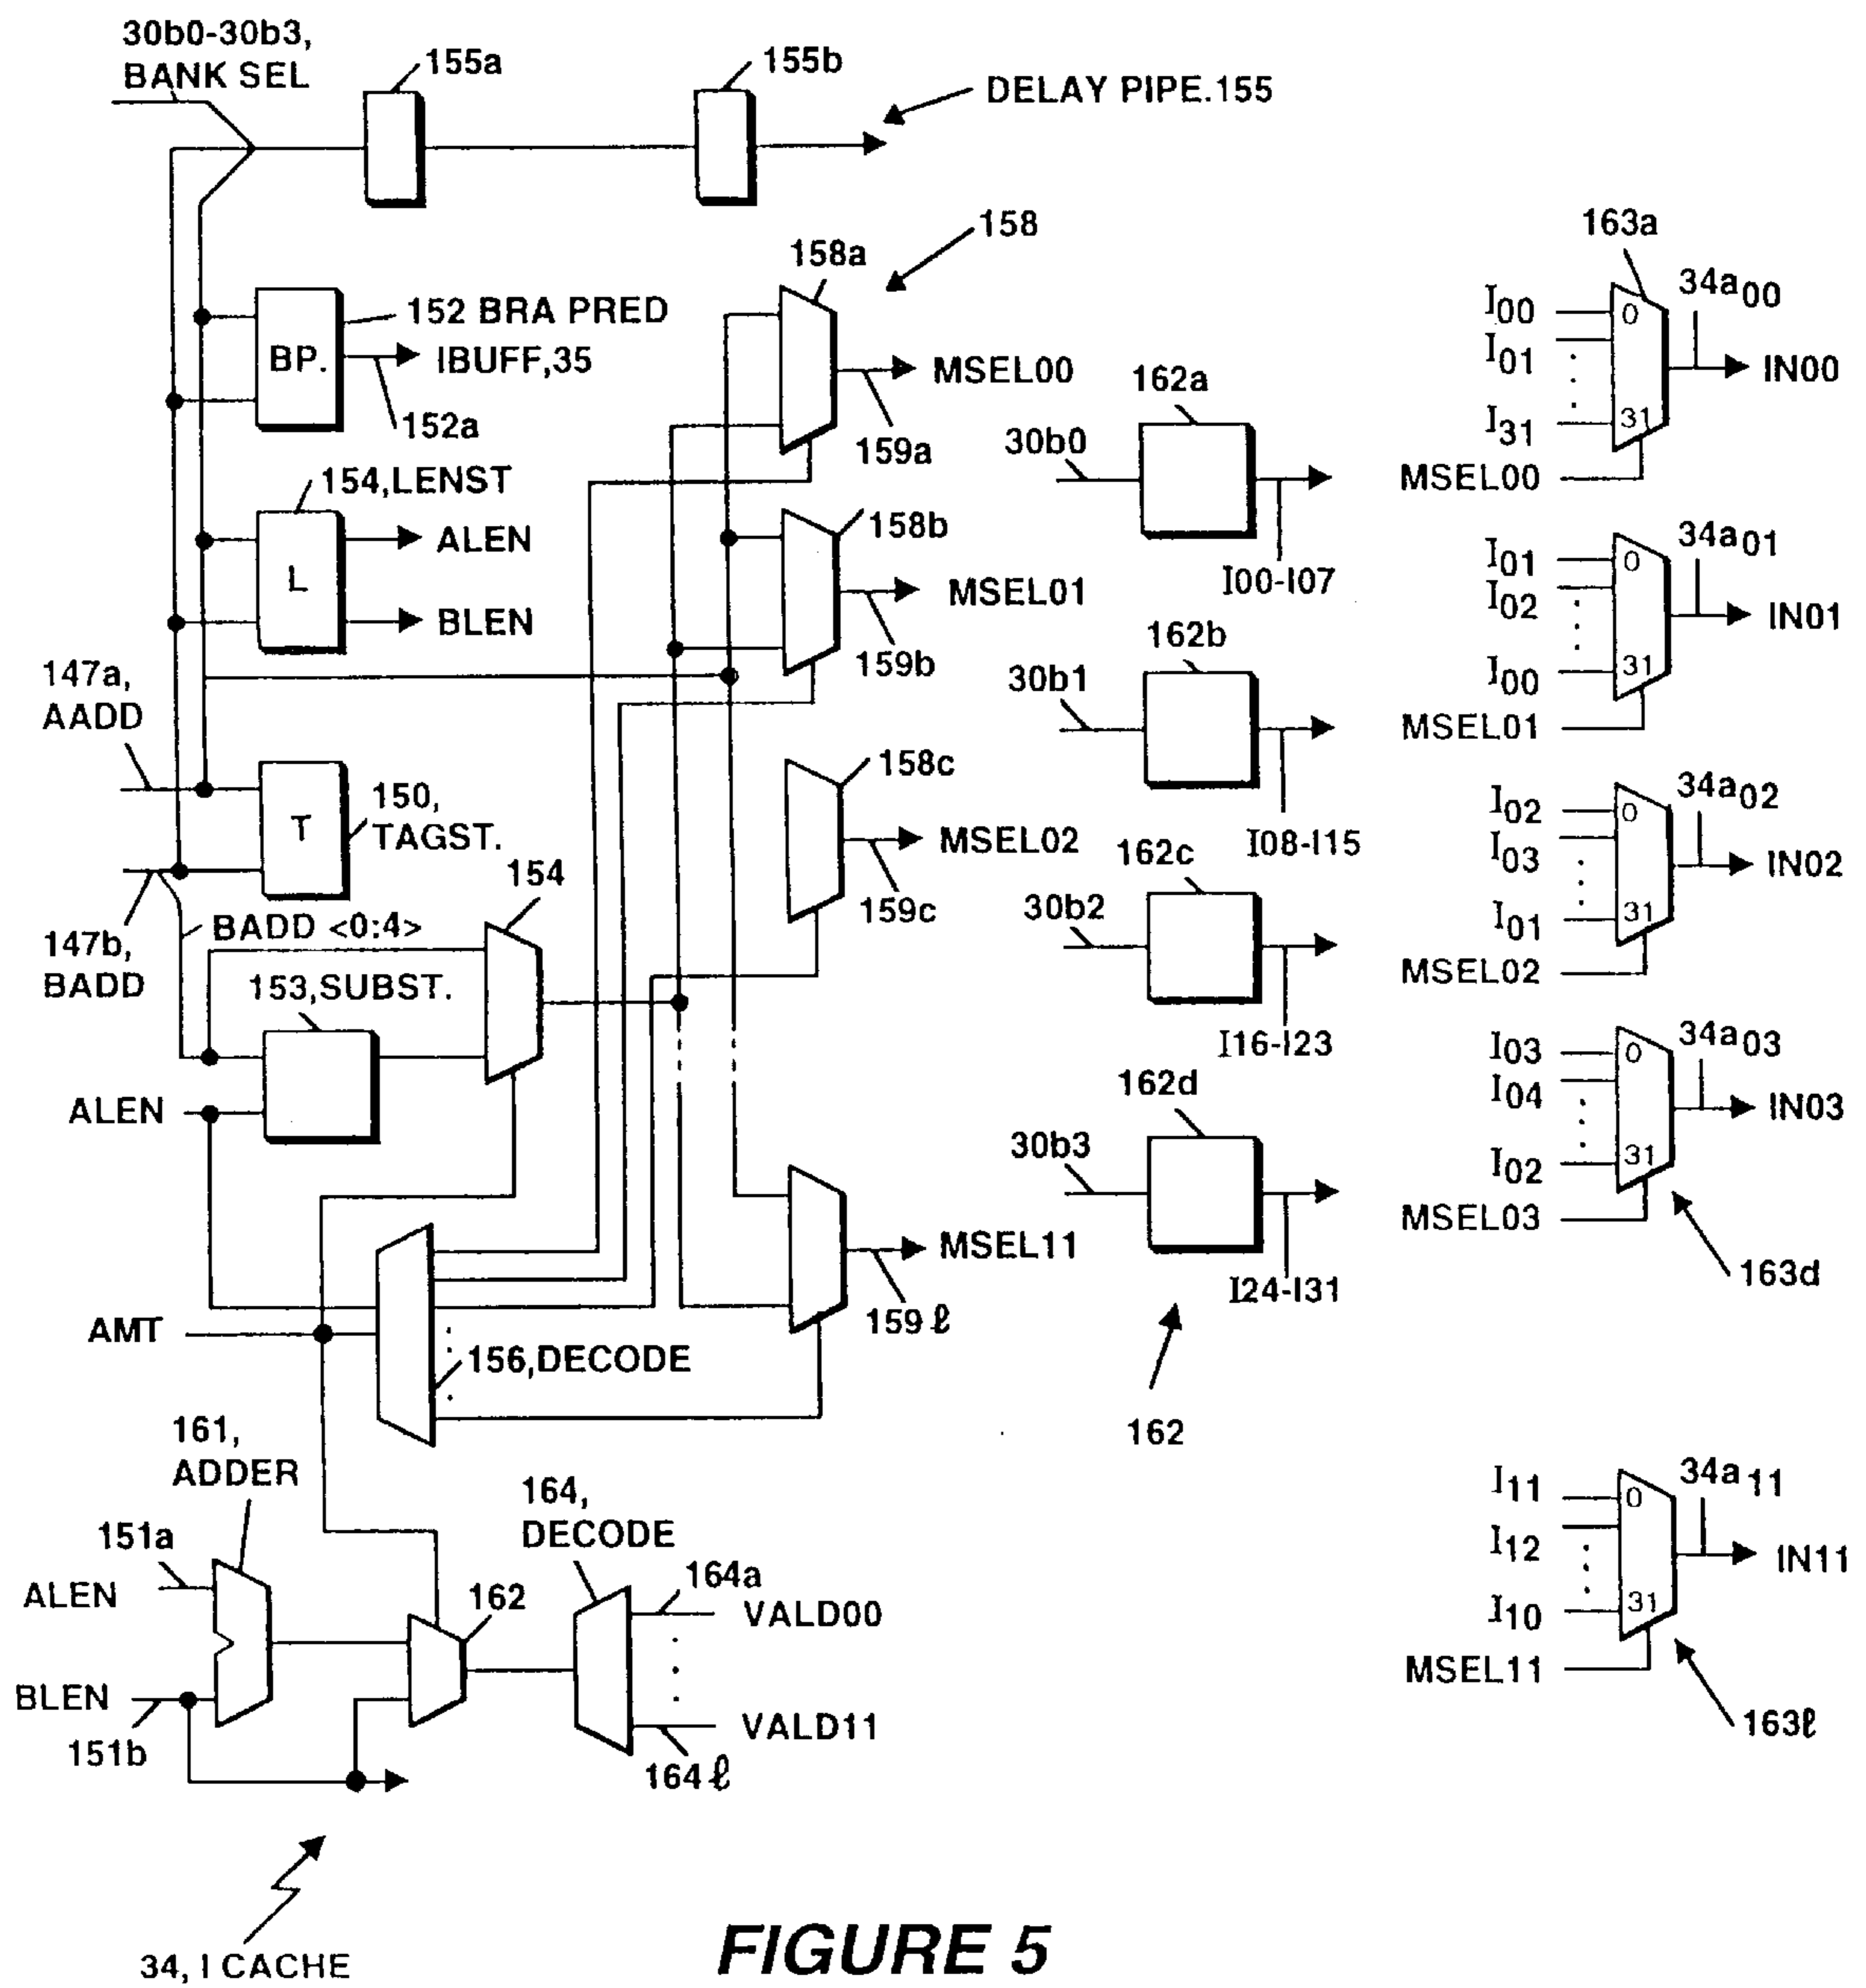 30b0-30b3,
BANK SEL
155a
155b
DELAY PIPE.155
158
158a
BP.
152 BRA PRED
IBUFF,35
152a
MSEL00
159a
154,LENST
L
ALEN
BLEN
158b
MSEL01
159b
147a,
AADD
T
150,
TAGST.
158c
MSEL02
159c
147b,
BADD
BADD <0:4>
154
153,SUBST.
ALEN
AMT
156,DECODE
MSEL11
159ℓ
161,
ADDER
151a
ALEN
BLEN
151b
162
164,
DECODE
164a
VALD00
VALD11
164ℓ
162a
30b0
I00-I07
162b
30b1
I08-I15
162c
30b2
I16-I23
162d
30b3
I24-I31
162
163a
I00
I01
I31
0
31
34a00
IN00
MSEL00
I01
I02
I00
0
31
34a01
IN01
MSEL01
I02
I03
I01
0
31
34a02
IN02
MSEL02
I03
I04
I02
0
31
34a03
IN03
MSEL03
163d
I11
I12
I10
0
31
34a11
IN11
MSEL11
163ℓ
34, I CACHE
FIGURE 5